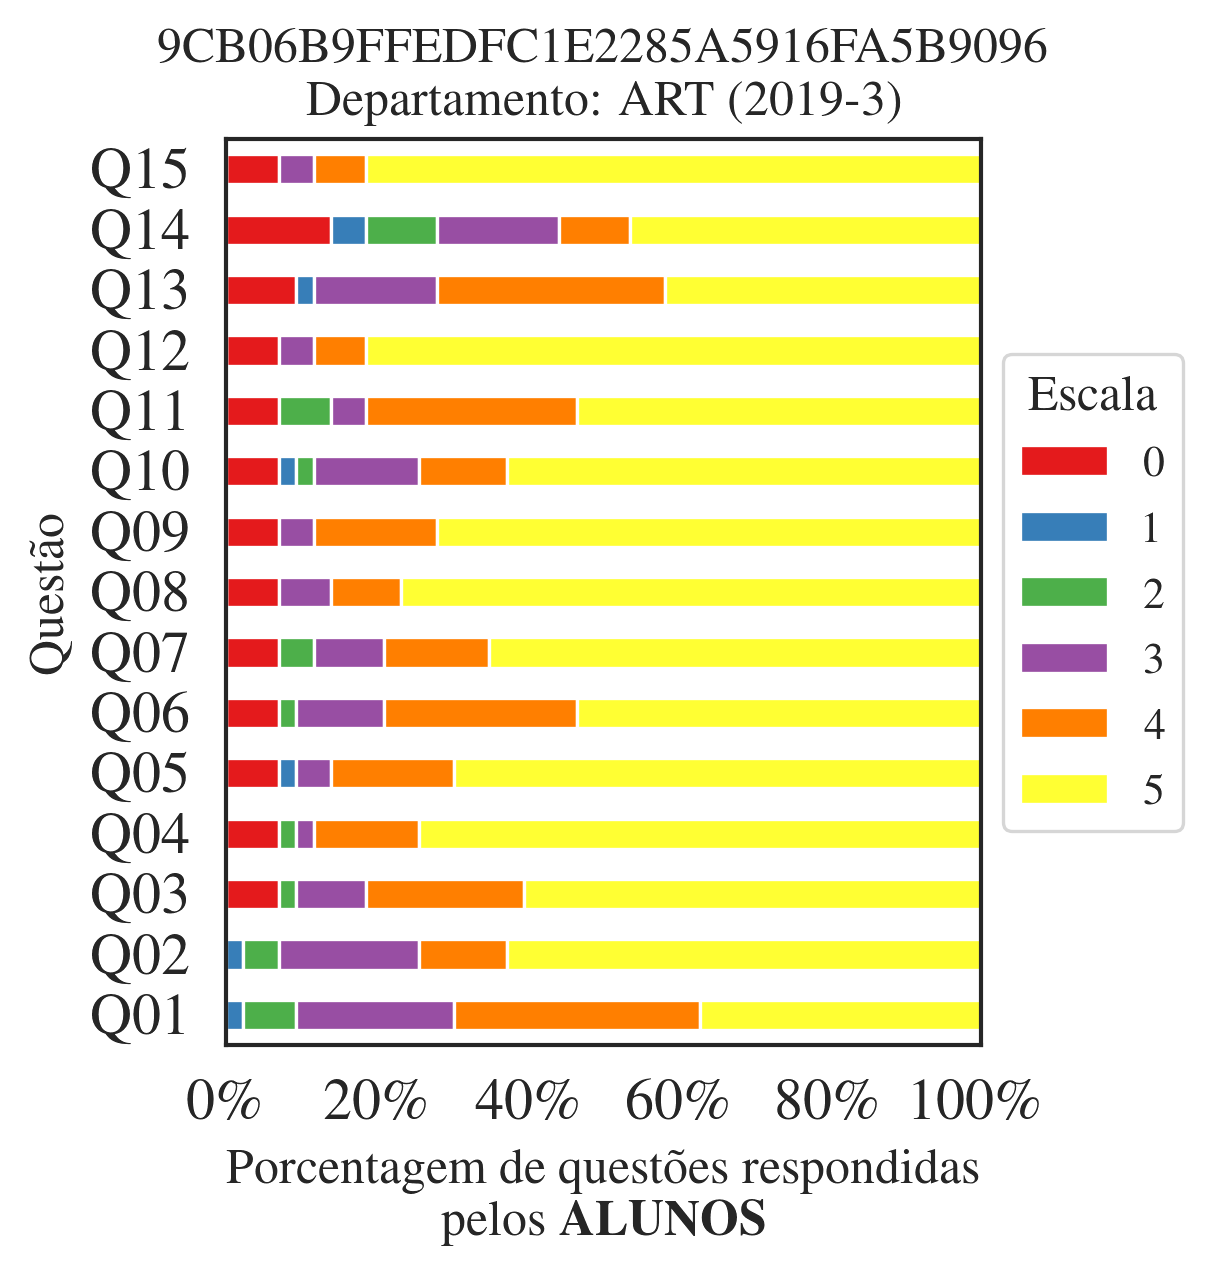 9CB06B9FFEDFC1E2285A5916FA5B9096
Departamento: ART (2019-3)
Questão
Q15
Q14
Q13
Q12
Q11
Q10
Q09
Q08
Q07
Q06
Q05
Q04
Q03
Q02
Q01
0% 20% 40% 60% 80% 100%
Porcentagem de questões respondidas
pelos ALUNOS
Escala
0
1
2
3
4
5